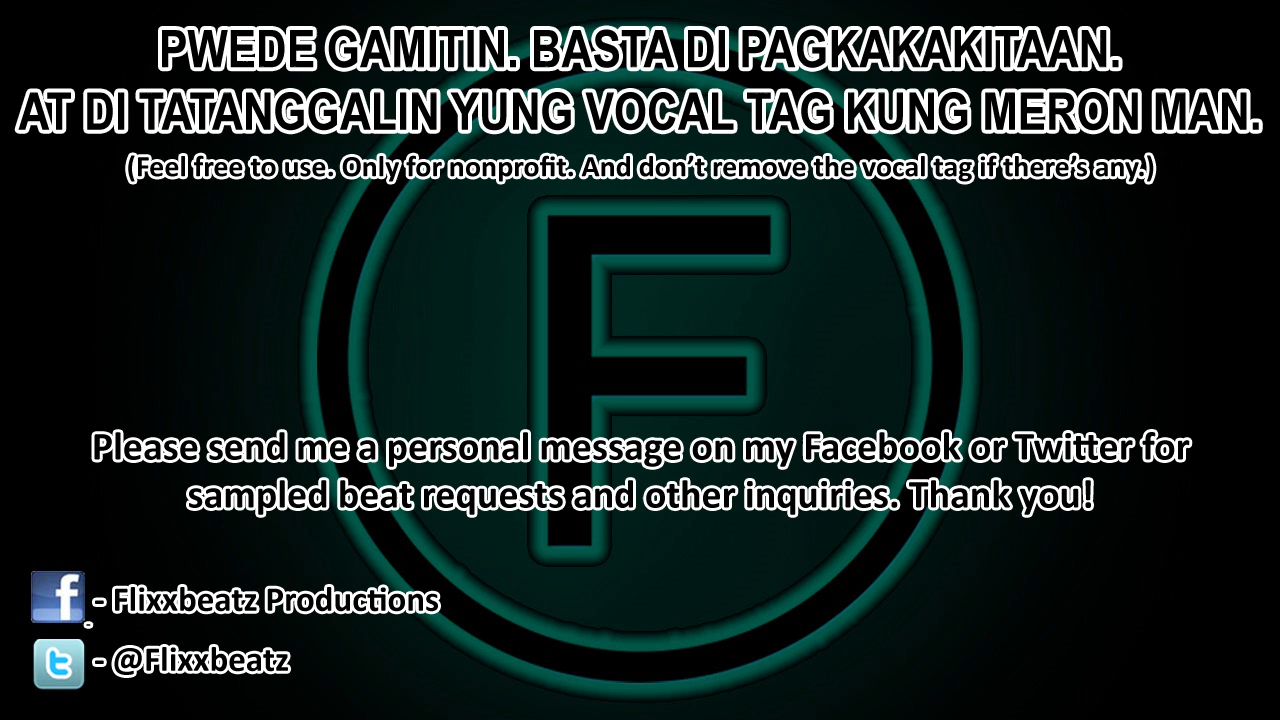 PWEDE GAMITIN. BASTA DI PAGKAKAKITAAN.
AT DI TATANGGALIN YUNG VOCAL TAG KUNG MERON MAN.
(Feel free to use. Only for nonprofit. And don’t remove the vocal tag if there’s any.)
F
Please send me a personal message on my Facebook or Twitter for
sampled beat requests and other inquiries. Thank you!
f - Flixxbeatz Productions
-
t - @Flixxbeatz